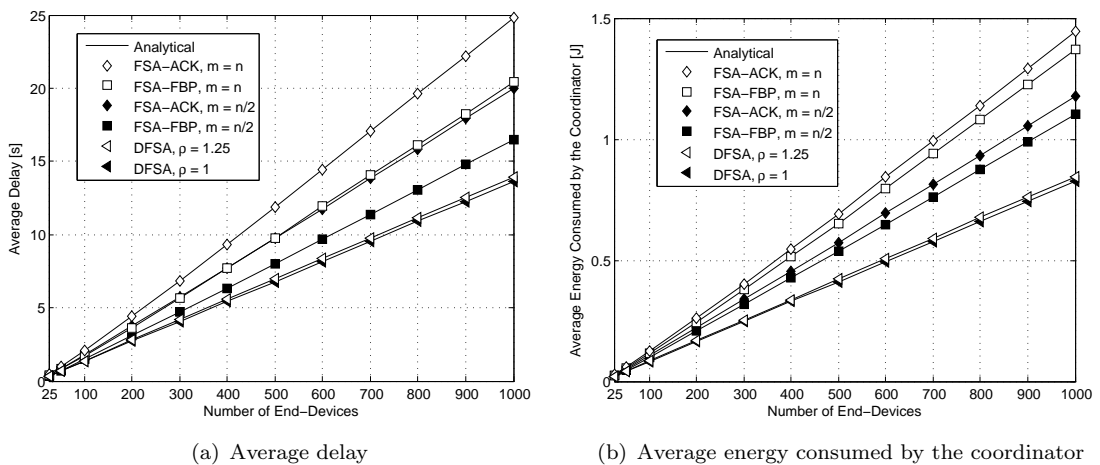 25
20
15
10
5
0
Average Delay [s]
Analytical
FSA−ACK, m = n
FSA−FBP, m = n
FSA−ACK, m = n/2
FSA−FBP, m = n/2
DFSA, ρ = 1.25
DFSA, ρ = 1
25 100 200 300 400 500 600 700 800 900 1000
Number of End−Devices
(a) Average delay
1.5
1
0.5
0
Average Energy Consumed by the Coordinator [J]
Analytical
FSA−ACK, m = n
FSA−FBP, m = n
FSA−ACK, m = n/2
FSA−FBP, m = n/2
DFSA, ρ = 1.25
DFSA, ρ = 1
25 100 200 300 400 500 600 700 800 900 1000
Number of End−Devices
(b) Average energy consumed by the coordinator